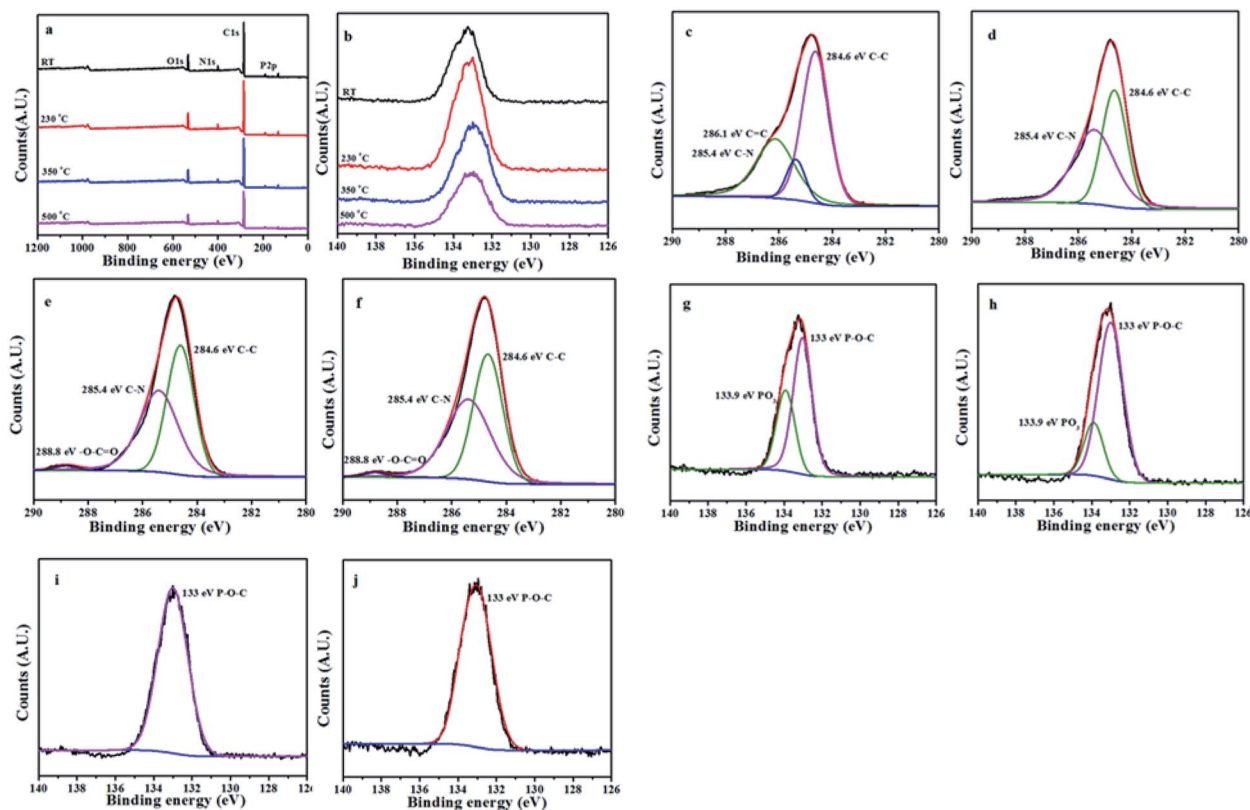 a
C1s
O1s
N1s
P2p
RT
230 °C
350 °C
500 °C
Counts(A.U.)
1200 1000 800 600 400 200 0
Binding energy (eV)
b
RT
230 °C
350 °C
500 °C
Counts(A.U.)
140 138 136 134 132 130 128 126
Binding energy (eV)
c
284.6 eV C-C
286.1 eV C=C
285.4 eV C-N
Counts (A.U.)
290 288 286 284 282 280
Binding energy (eV)
d
284.6 eV C-C
285.4 eV C-N
Counts (A.U.)
290 288 286 284 282 280
Binding energy (eV)
e
284.6 eV C-C
285.4 eV C-N
288.8 eV -O-C=O
Counts (A.U.)
290 288 286 284 282 280
Binding energy (eV)
f
284.6 eV C-C
285.4 eV C-N
288.8 eV -O-C=O
Counts (A.U.)
290 288 286 284 282 280
Binding energy (eV)
g
133 eV P-O-C
133.9 eV PO3
Counts (A.U.)
140 138 136 134 132 130 128 126
Binding energy (eV)
h
133 eV P-O-C
133.9 eV PO3
Counts (A.U.)
140 138 136 134 132 130 128 126
Binding energy (eV)
i
133 eV P-O-C
Counts (A.U.)
140 138 136 134 132 130 128 126
Binding energy (eV)
j
133 eV P-O-C
Counts (A.U.)
140 138 136 134 132 130 128 126
Binding energy (eV)